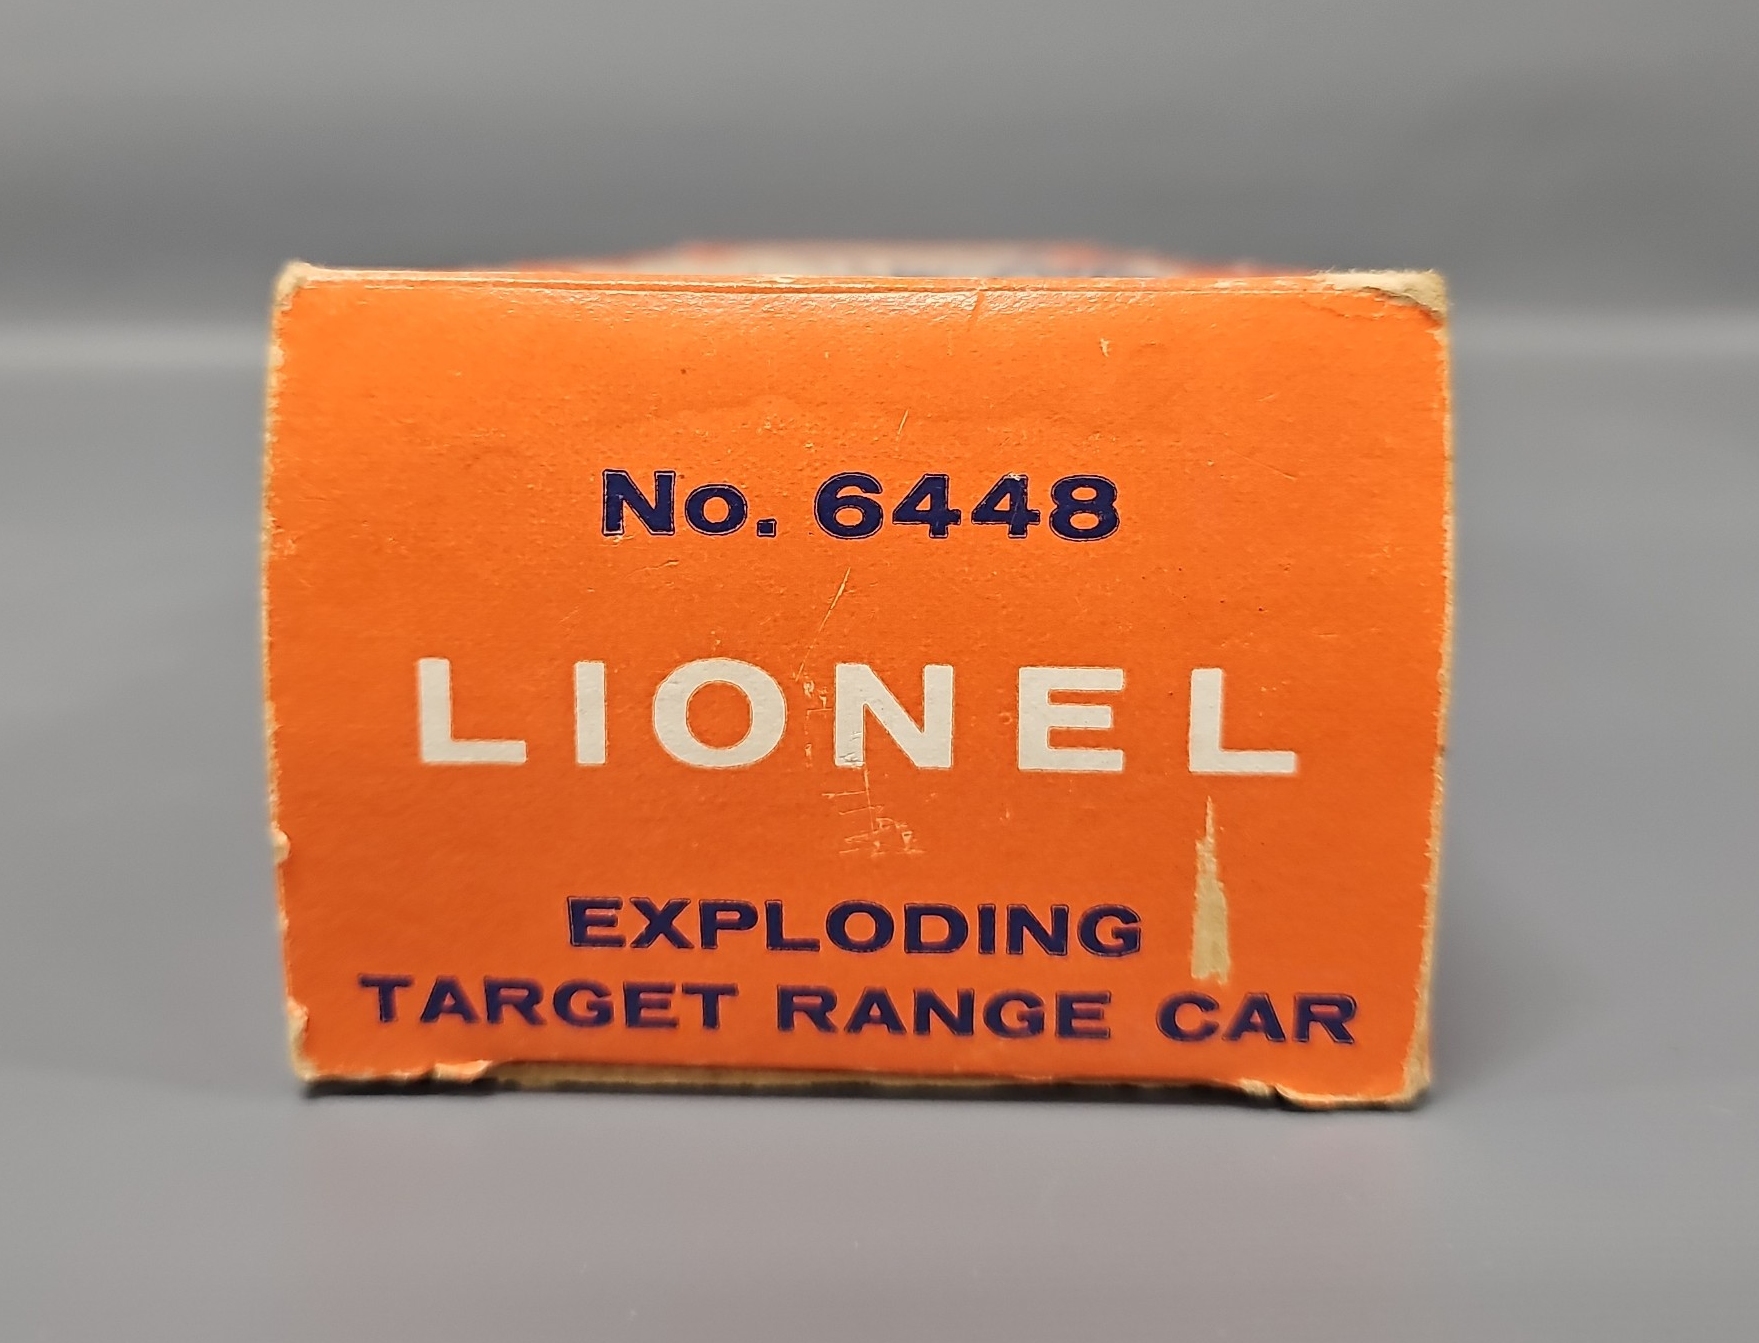 No. 6448
LIONEL
EXPLODING
TARGET RANGE CAR